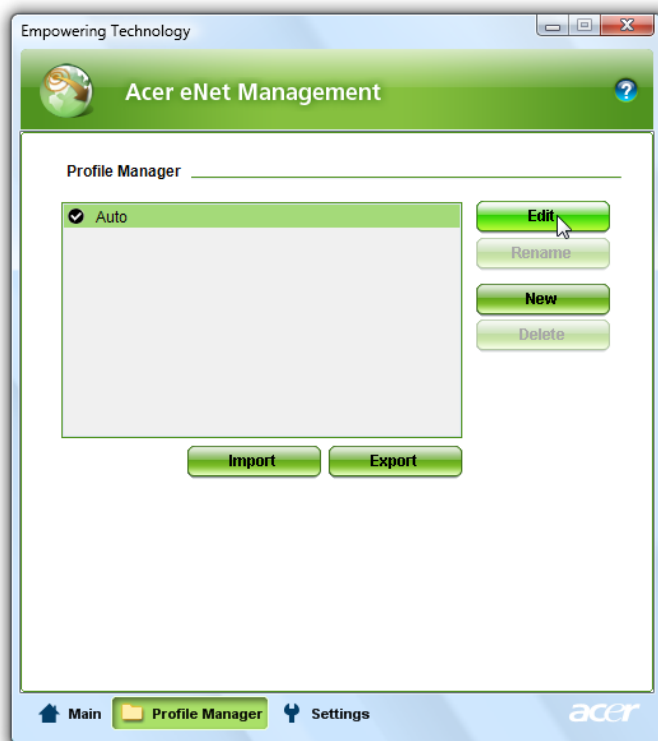 Empowering Technology
Acer eNet Management
?
Profile Manager
Auto
Edit
Rename
New
Delete
Import Export
Main Profile Manager Settings acer